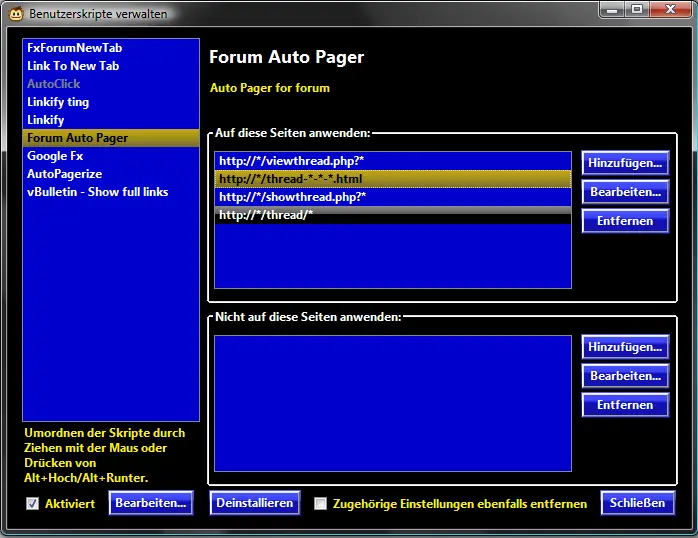 Benutzerskripte verwalten
FxForumNewTab
Link To New Tab
AutoClick
Linkify ting
Linkify
Forum Auto Pager
Google Fx
AutoPagerize
vBulletin - Show full links
Umordnen der Skripte durch
Ziehen mit der Maus oder
Drücken von
Alt+Hoch/Alt+Runter.
Forum Auto Pager
Auto Pager for forum
Auf diese Seiten anwenden:
http://*/viewthread.php?*
http://*/thread-*-*-*.html
http://*/showthread.php?*
http://*/thread/*
Hinzufügen...
Bearbeiten...
Entfernen
Nicht auf diese Seiten anwenden:
Hinzufügen...
Bearbeiten...
Entfernen
Aktiviert Bearbeiten... Deinstallieren Zugehörige Einstellungen ebenfalls entfernen Schließen